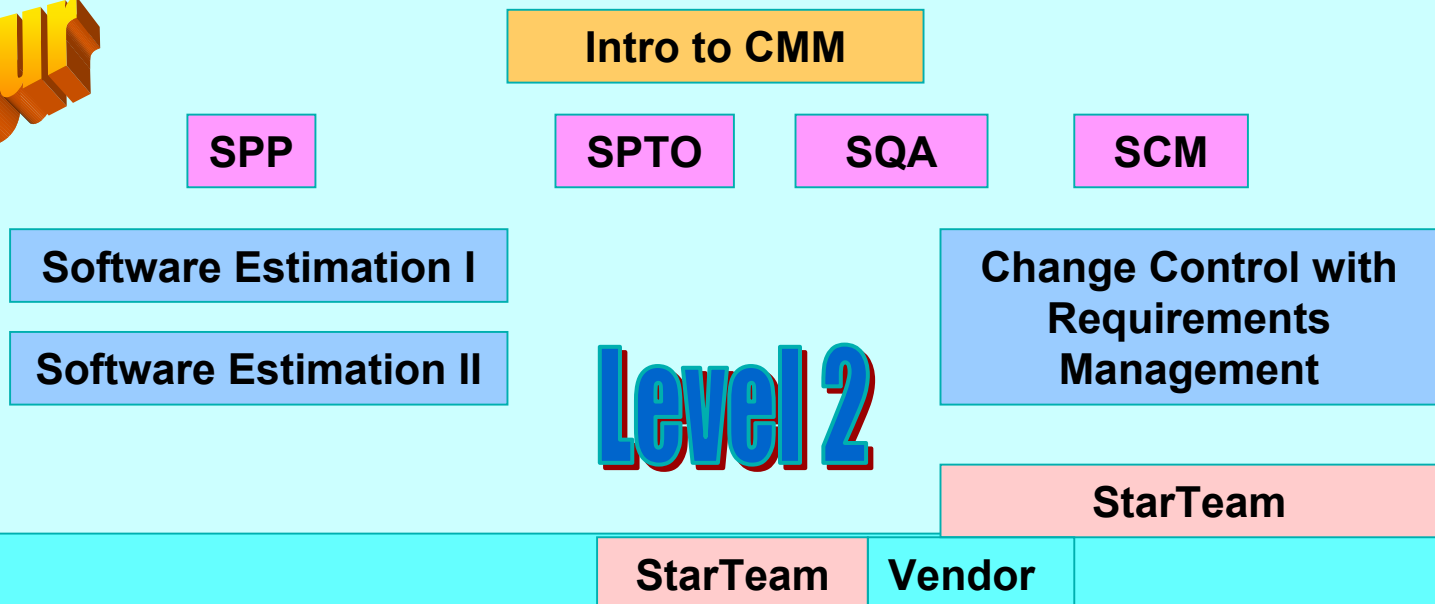 Intro to CMM
SPP
SPTO
SQA
SCM
Software Estimation I
Software Estimation II
Change Control with
Requirements
Management
Level 2
StarTeam
StarTeam
Vendor